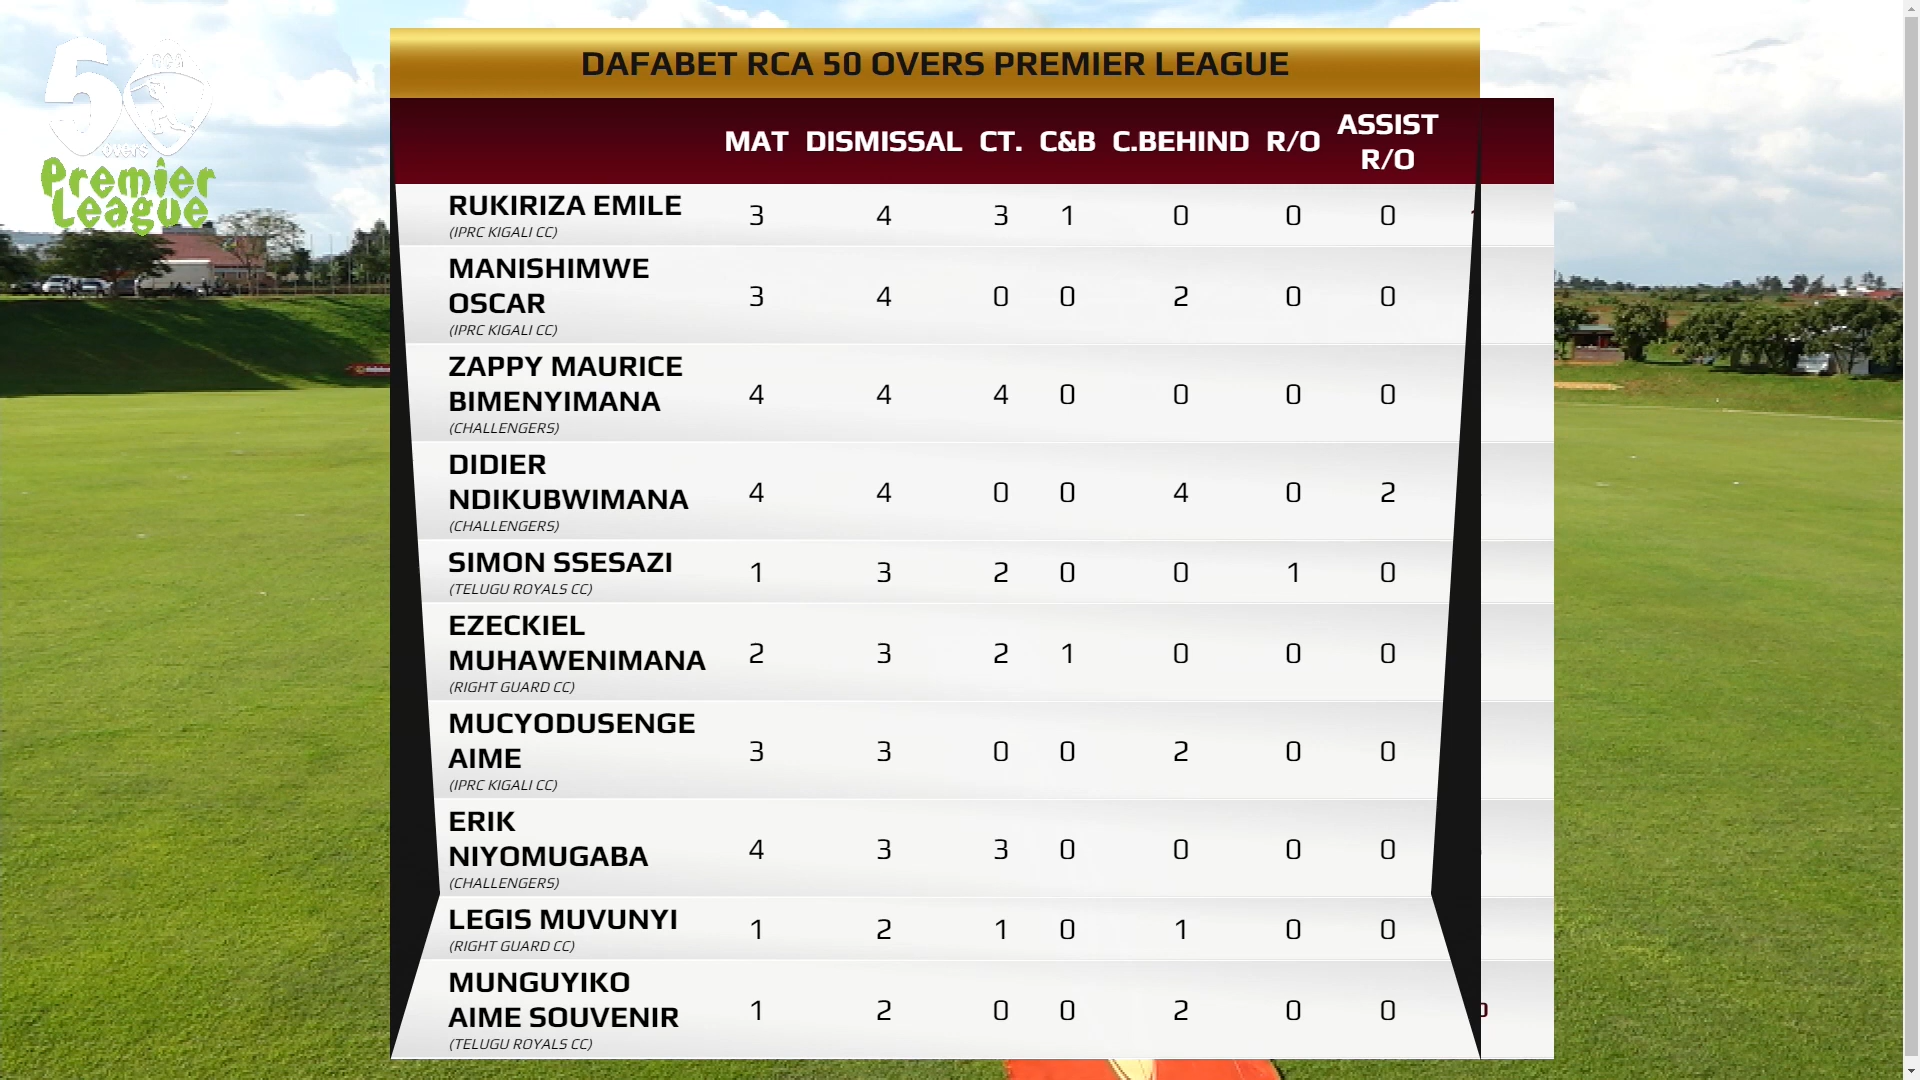 50
RCA
overs
Premier
League
DAFABET RCA 50 OVERS PREMIER LEAGUE
MAT DISMISSAL CT. C&B C.BEHIND R/O ASSIST R/O
RUKIRIZA EMILE 3 4 3 1 0 0 0
(IPRC KIGALI CC)
MANISHIMWE
OSCAR 3 4 0 0 2 0 0
(IPRC KIGALI CC)
ZAPPY MAURICE
BIMENYIMANA 4 4 4 0 0 0 0
(CHALLENGERS)
DIDIER
NDIKUBWIMANA 4 4 0 0 4 0 2
(CHALLENGERS)
SIMON SSESAZI 1 3 2 0 0 1 0
(TELUGU ROYALS CC)
EZECKIEL
MUHAWENIMANA 2 3 2 1 0 0 0
(RIGHT GUARD CC)
MUCYODUSENGE
AIME 3 3 0 0 2 0 0
(IPRC KIGALI CC)
ERIK
NIYOMUGABA 4 3 3 0 0 0 0
(CHALLENGERS)
LEGIS MUVUNYI 1 2 1 0 1 0 0
(RIGHT GUARD CC)
MUNGUYIKO
AIME SOUVENIR 1 2 0 0 2 0 0
(TELUGU ROYALS CC)